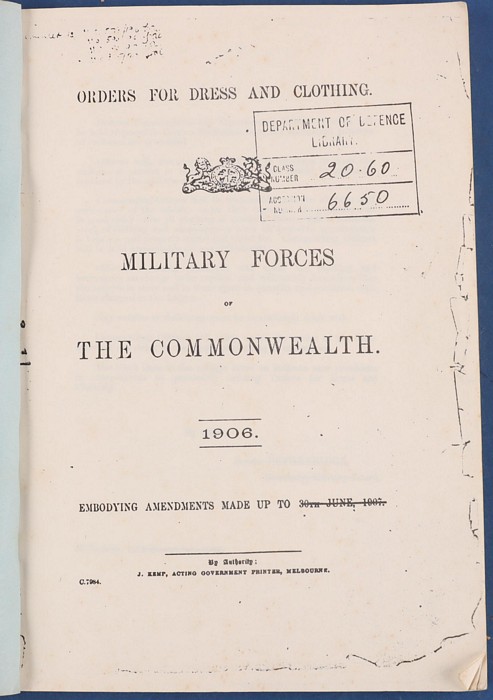 ORDERS FOR DRESS AND CLOTHING.
DEPARTMENT OF DEFENCE
LIBRARY.
CLASS
NUMBER 20.60
NUMBER 6650
MILITARY FORCES
OF
THE COMMONWEALTH.
1906.
EMBODYING AMENDMENTS MADE UP TO 30TH JUNE, 1907.
By Authority:
J. KEMP, ACTING GOVERNMENT PRINTER, MELBOURNE.
C.7984.